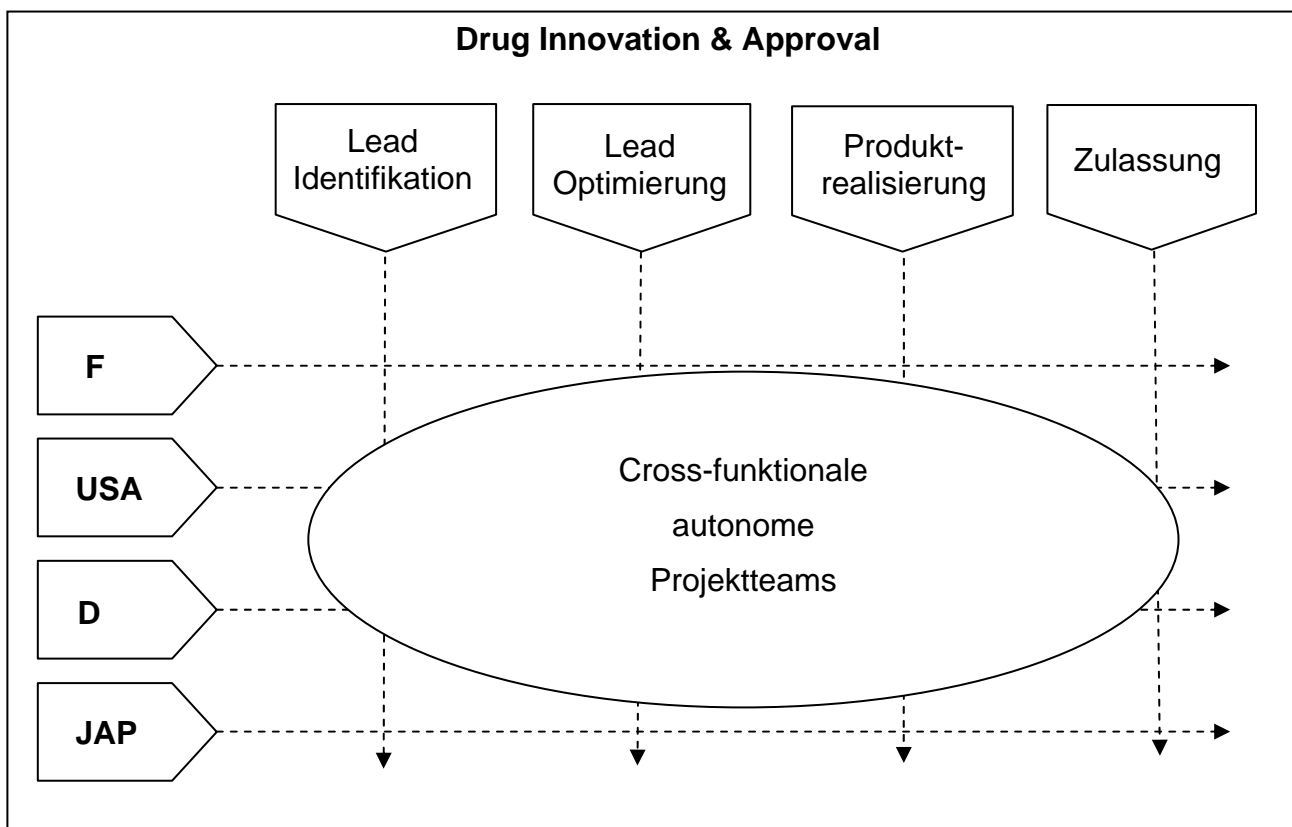 Drug Innovation & Approval
Lead
Identifikation
Lead
Optimierung
Produkt-
realisierung
Zulassung
F
USA
D
JAP
Cross-funktionale
autonome
Projektteams